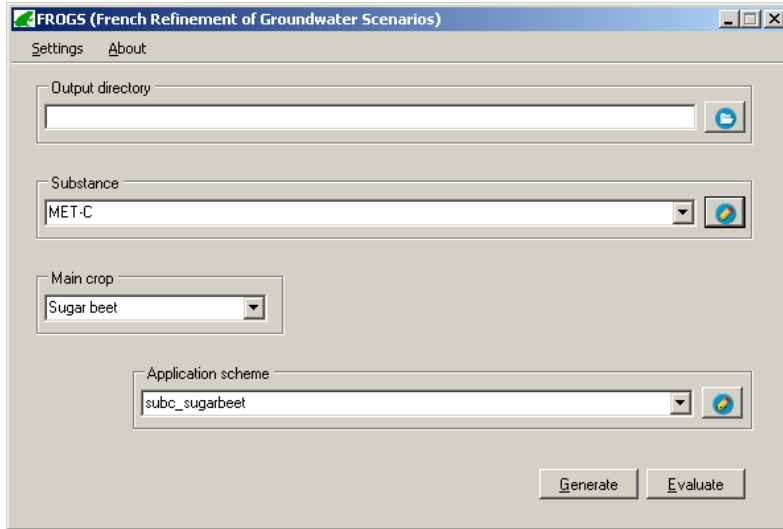 FROGS (French Refinement of Groundwater Scenarios)
Settings About
Output directory
Substance
MET-C
Main crop
Sugar beet
Application scheme
subc_sugarbeet
Generate Evaluate